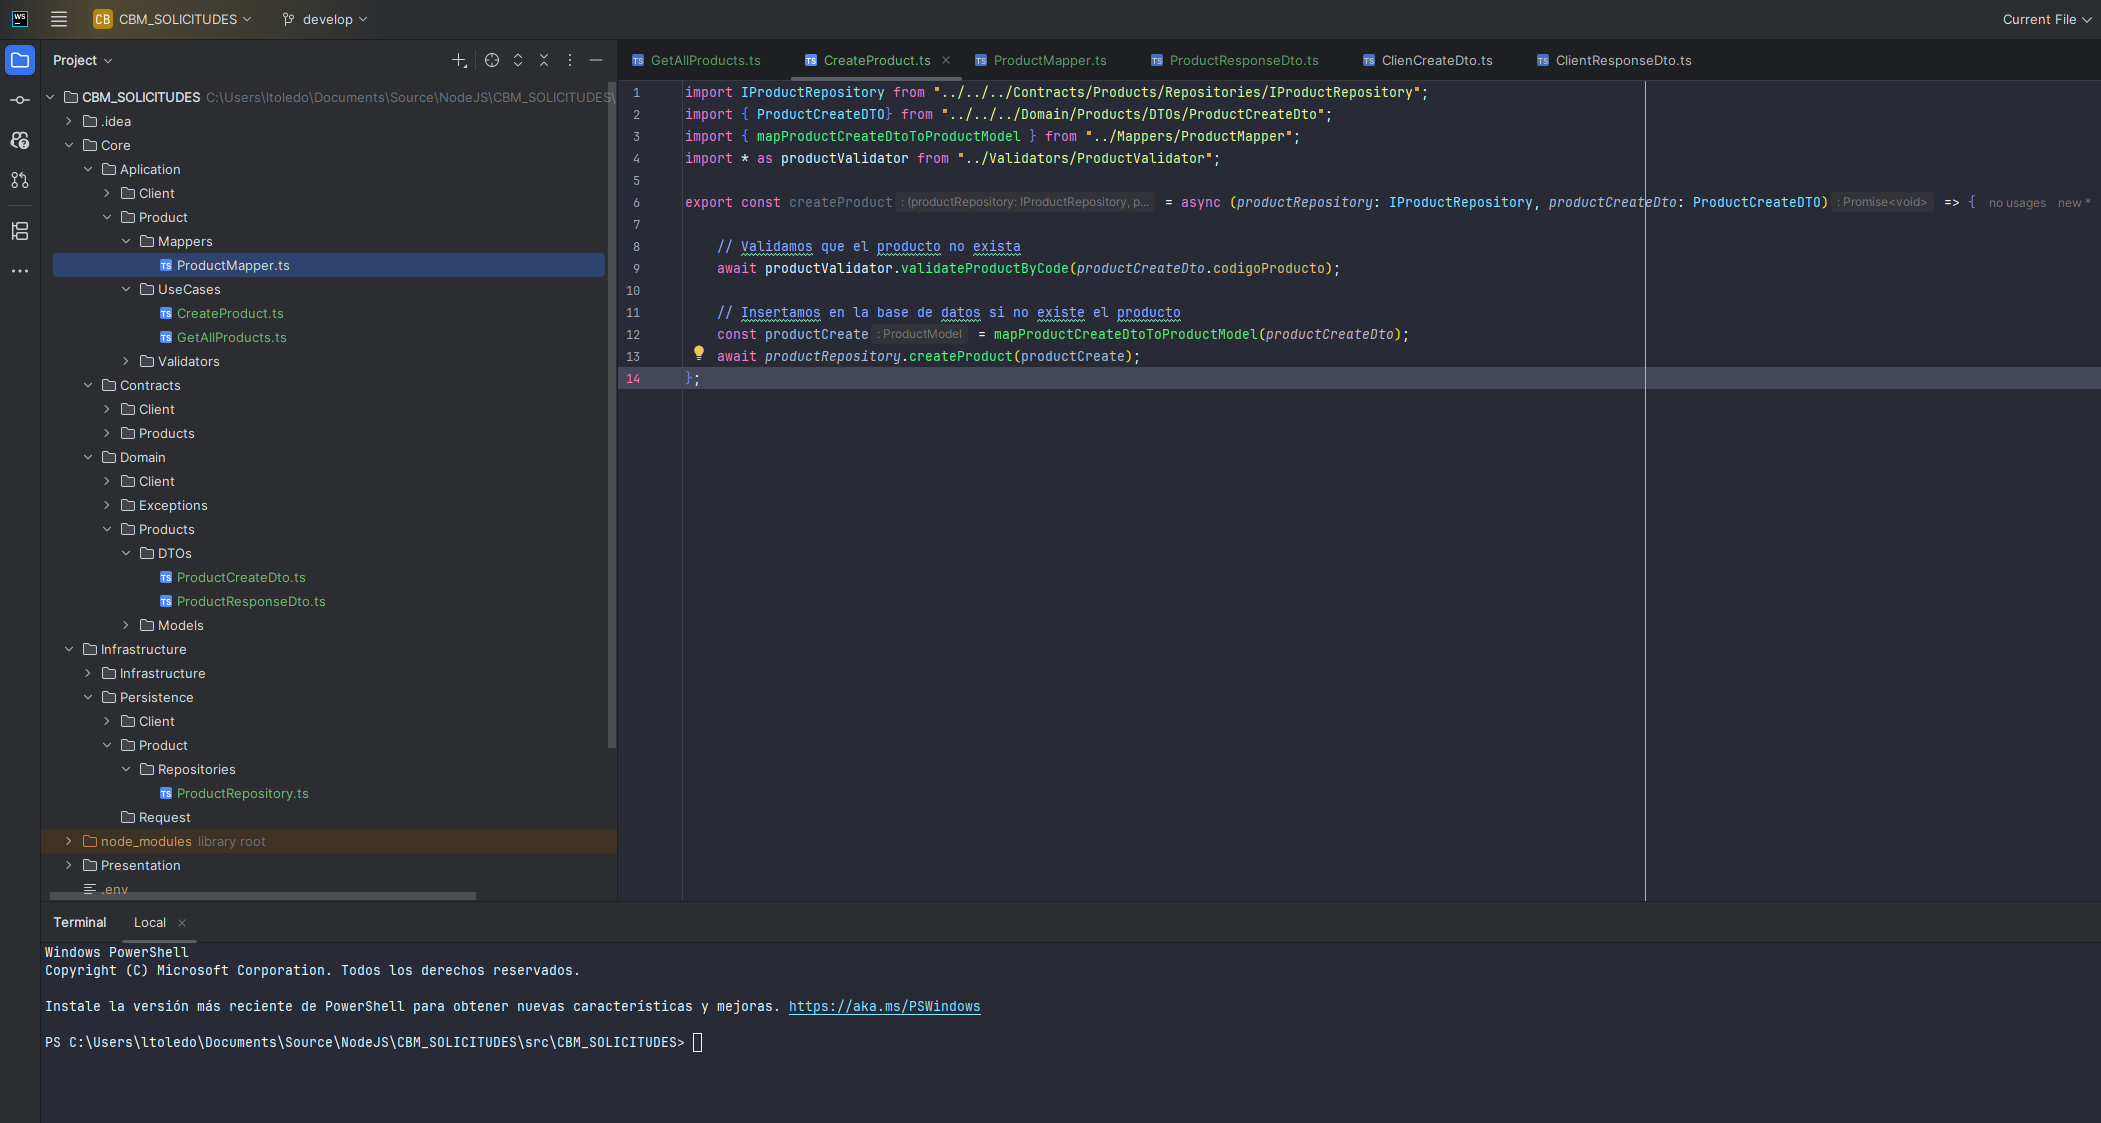 WS CB CBM_SOLICITUDES develop Current File
Project
GetAllProducts.ts CreateProduct.ts ProductMapper.ts ProductResponseDto.ts ClienCreateDto.ts ClientResponseDto.ts
CBM_SOLICITUDES C:\Users\ltoledo\Documents\Source\NodeJS\CBM_SOLICITUDES\
.idea
Core
Aplication
Client
Product
Mappers
ProductMapper.ts
UseCases
CreateProduct.ts
GetAllProducts.ts
Validators
Contracts
Client
Products
Domain
Client
Exceptions
Products
DTOs
ProductCreateDto.ts
ProductResponseDto.ts
Models
Infrastructure
Infrastructure
Persistence
Client
Product
Repositories
ProductRepository.ts
Request
node_modules library root
Presentation
.env
1 import IProductRepository from "../../../Contracts/Products/Repositories/IProductRepository";
2 import { ProductCreateDTO} from "../../../Domain/Products/DTOs/ProductCreateDto";
3 import { mapProductCreateDtoToProductModel } from "../Mappers/ProductMapper";
4 import * as productValidator from "../Validators/ProductValidator";
5
6 export const createProduct : (productRepository: IProductRepository, p... = async (productRepository: IProductRepository, productCreateDto: ProductCreateDTO) : Promise<void> => { no usages new *
7
8 // Validamos que el producto no exista
9 await productValidator.validateProductByCode(productCreateDto.codigoProducto);
10
11 // Insertamos en la base de datos si no existe el producto
12 const productCreate : ProductModel = mapProductCreateDtoToProductModel(productCreateDto);
13 await productRepository.createProduct(productCreate);
14 };
Terminal Local
Windows PowerShell
Copyright (C) Microsoft Corporation. Todos los derechos reservados.
Instale la versión más reciente de PowerShell para obtener nuevas características y mejoras. https://aka.ms/PSWindows
PS C:\Users\ltoledo\Documents\Source\NodeJS\CBM_SOLICITUDES\src\CBM_SOLICITUDES>